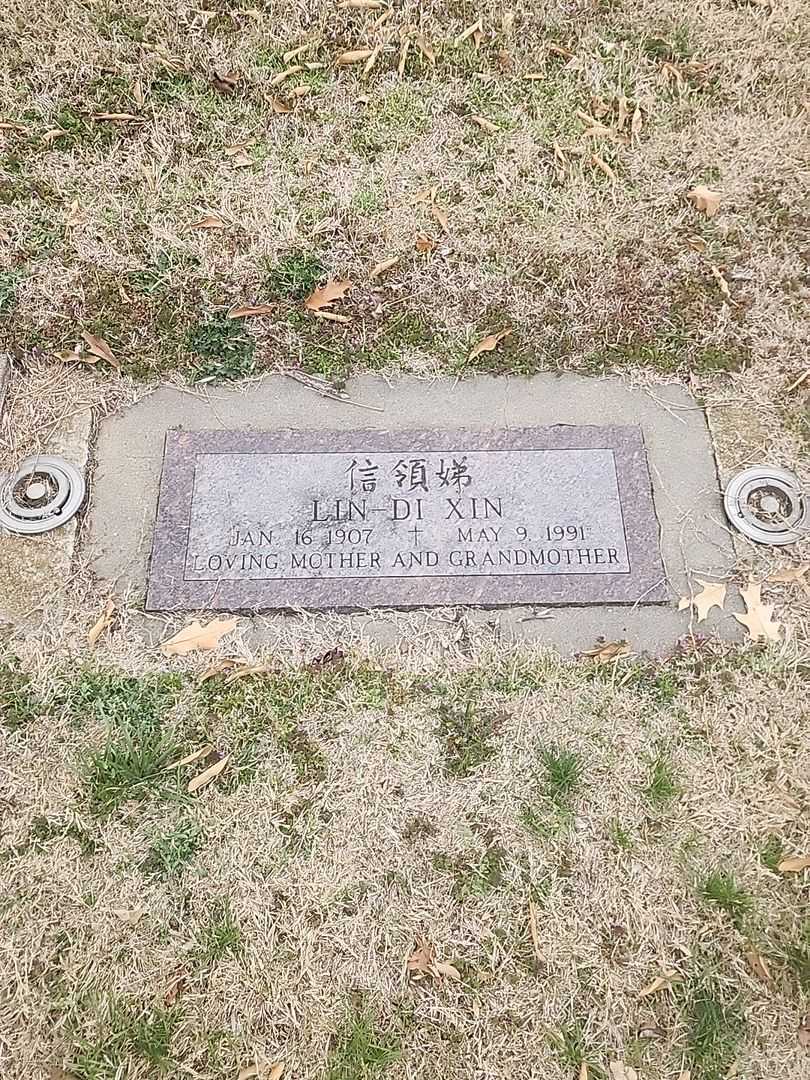 信領娣
LIN-DI XIN
JAN. 16 1907 † MAY 9. 1991
LOVING MOTHER AND GRANDMOTHER